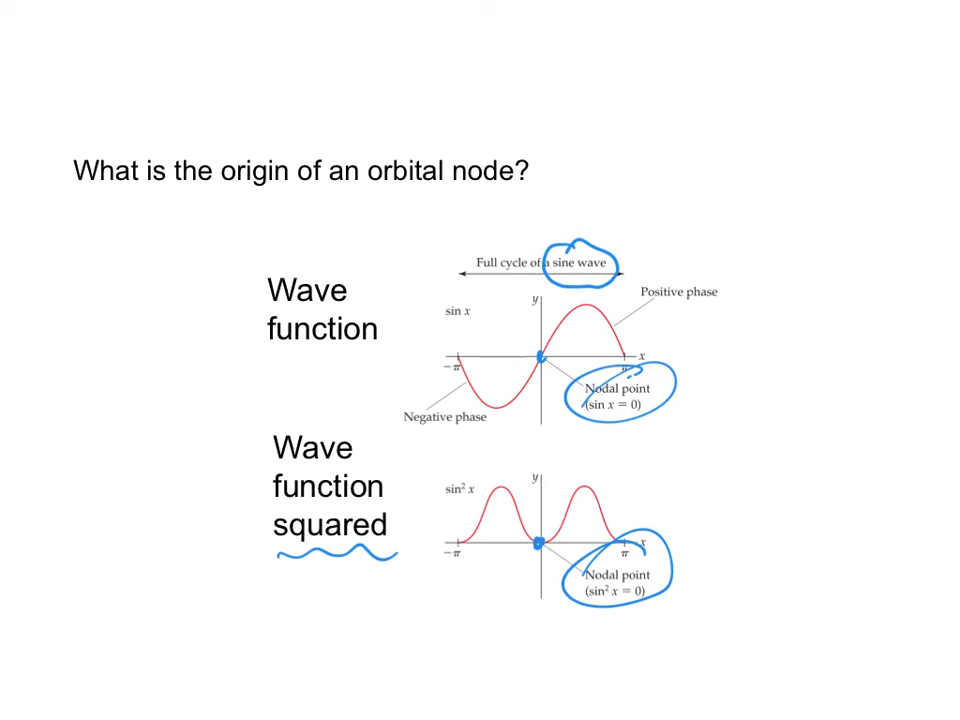 What is the origin of an orbital node?
Full cycle of a sine wave
Wave
function
sin x
y
Positive phase
x
−π
π
Nodal point
(sin x = 0)
Negative phase
Wave
function
squared
sin² x
y
x
−π
π
Nodal point
(sin² x = 0)